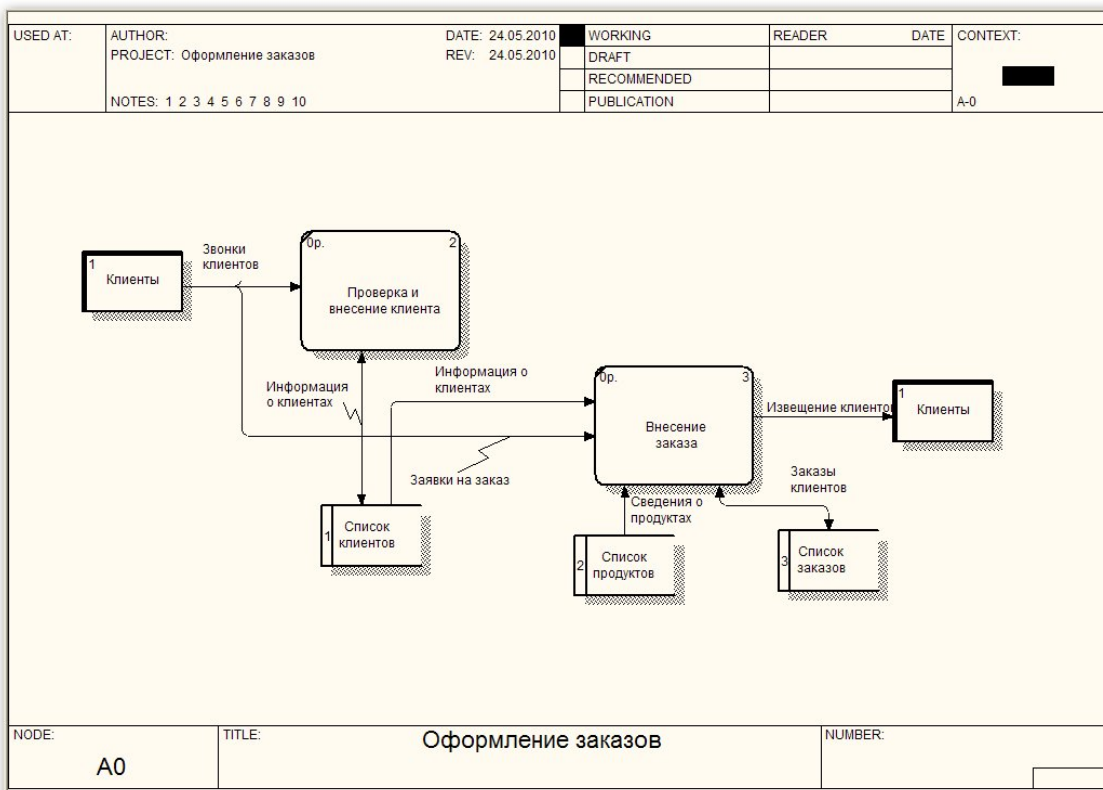 USED AT:
AUTHOR:
DATE: 24.05.2010
PROJECT: Оформление заказов
REV: 24.05.2010
NOTES: 1 2 3 4 5 6 7 8 9 10
WORKING
DRAFT
RECOMMENDED
PUBLICATION
READER
DATE
CONTEXT:
A-0
1
Клиенты
Звонки
клиентов
0р.
2
Проверка и
внесение клиента
Информация
о клиентах
Информация о
клиентах
0р.
3
Внесение
заказа
Извещение клиентов
1
Клиенты
Заявки на заказ
Сведения о
продуктах
Заказы
клиентов
1
Список
клиентов
2
Список
продуктов
3
Список
заказов
NODE:
A0
TITLE:
Оформление заказов
NUMBER: